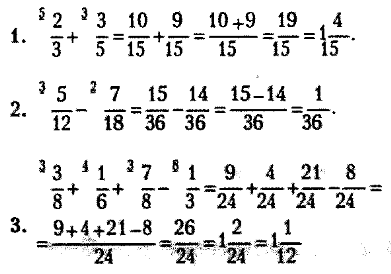 1. ⁵2/3 + ³3/5 = 10/15 + 9/15 = 10+9/15 = 19/15 = 1 4/15.
2. ³5/12 − ²7/18 = 15/36 − 14/36 = 15−14/36 = 1/36.
³3/8 + ⁴1/6 + ³7/8 − ⁸1/3 = 9/24 + 4/24 + 21/24 − 8/24 =
3. = 9+4+21−8/24 = 26/24 = 1 2/24 = 1 1/12